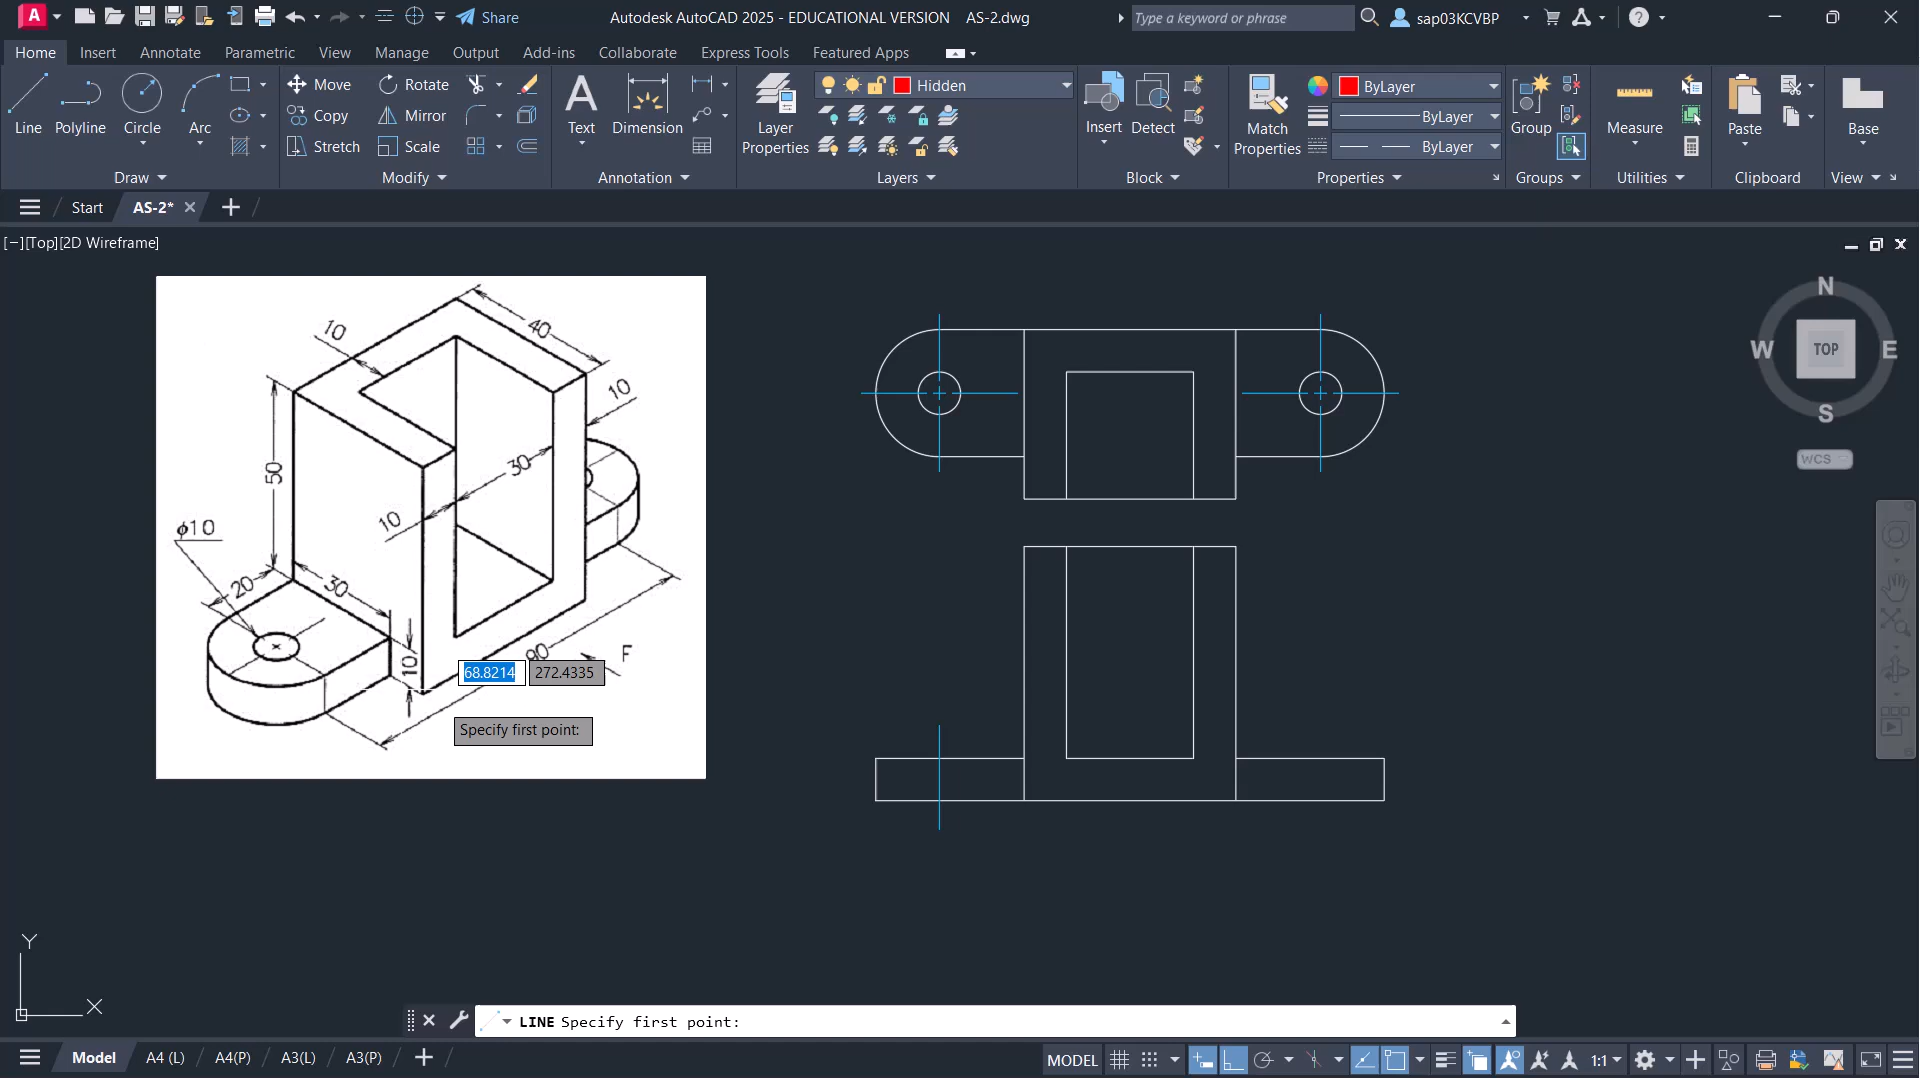 Share
Autodesk AutoCAD 2025 - EDUCATIONAL VERSION AS-2.dwg
Type a keyword or phrase
sap03KCVBP
Home Insert Annotate Parametric View Manage Output Add-ins Collaborate Express Tools Featured Apps
Line Polyline Circle Arc
Draw
Move Rotate
Copy Mirror
Stretch Scale
Modify
Text Dimension
Annotation
Layer
Properties
Hidden
Layers
Insert Detect
Block
Match
Properties
ByLayer
ByLayer
ByLayer
Properties
Group
Groups
Measure
Utilities
Paste
Clipboard
Base
View
Start AS-2*
[−][Top][2D Wireframe]
40
10
10
50
30
10
ϕ10
20
30
10
90
F
68.8214 272.4335
Specify first point:
N
W TOP E
S
WCS
Y
X
LINE Specify first point:
Model A4 (L) A4(P) A3(L) A3(P)
MODEL 1:1